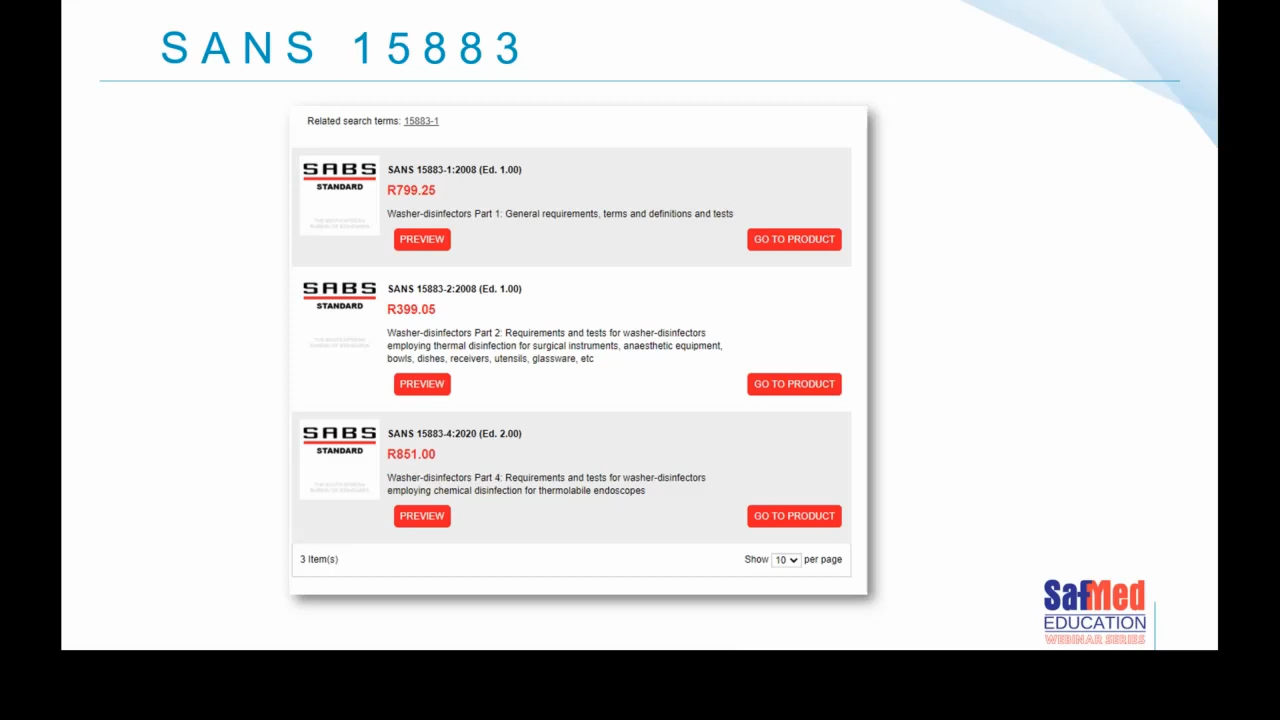 SANS 15883
Related search terms: 15883-1
SABS
STANDARD
SANS 15883-1:2008 (Ed. 1.00)
R799.25
Washer-disinfectors Part 1: General requirements, terms and definitions and tests
PREVIEW
GO TO PRODUCT
SABS
STANDARD
SANS 15883-2:2008 (Ed. 1.00)
R399.05
Washer-disinfectors Part 2: Requirements and tests for washer-disinfectors
employing thermal disinfection for surgical instruments, anaesthetic equipment,
bowls, dishes, receivers, utensils, glassware, etc
PREVIEW
GO TO PRODUCT
SABS
STANDARD
SANS 15883-4:2020 (Ed. 2.00)
R851.00
Washer-disinfectors Part 4: Requirements and tests for washer-disinfectors
employing chemical disinfection for thermolabile endoscopes
PREVIEW
GO TO PRODUCT
3 Item(s)
Show 10 per page
SafMed
EDUCATION
WEBINAR SERIES